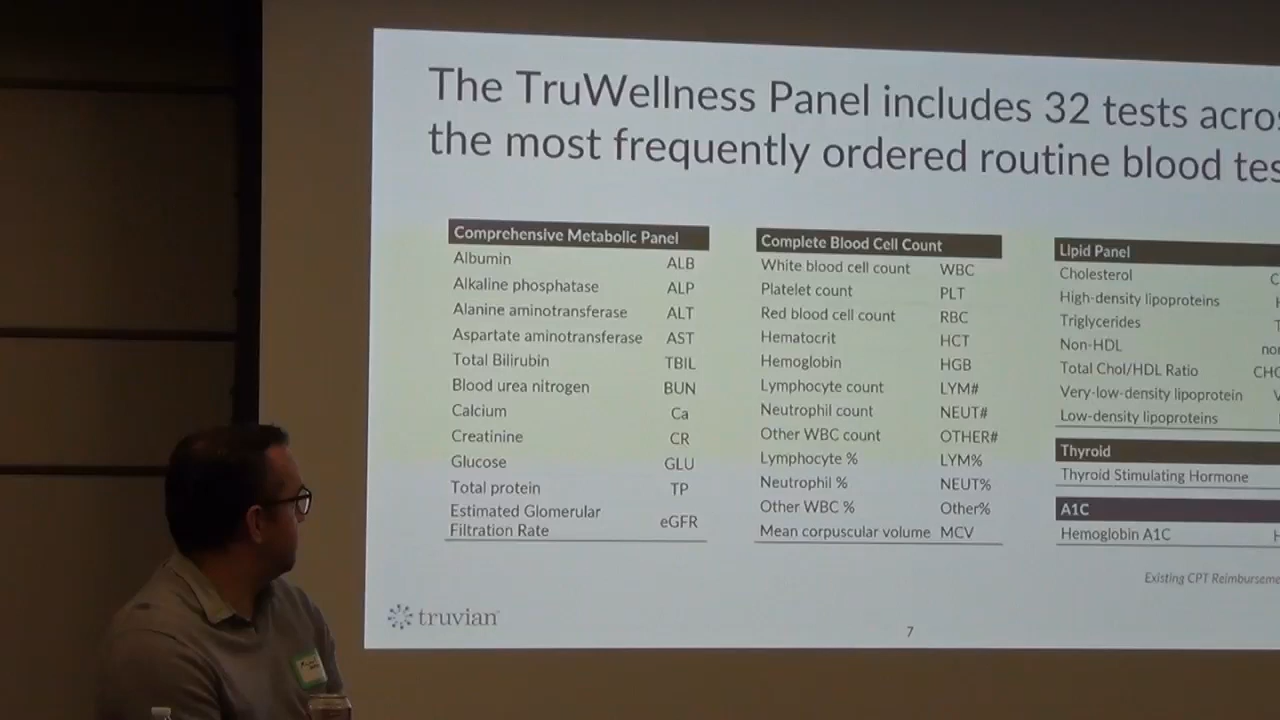 The TruWellness Panel includes 32 tests
the most frequently ordered routine blood
Comprehensive Metabolic Panel
Albumin ALB
Alkaline phosphatase ALP
Alanine aminotransferase ALT
Aspartate aminotransferase AST
Total Bilirubin TBIL
Blood urea nitrogen BUN
Calcium Ca
Creatinine CR
Glucose GLU
Total protein TP
Estimated Glomerular
Filtration Rate eGFR
Complete Blood Cell Count
White blood cell count WBC
Platelet count PLT
Red blood cell count RBC
Hematocrit HCT
Hemoglobin HGB
Lymphocyte count LYM#
Neutrophil count NEUT#
Other WBC count OTHER#
Lymphocyte % LYM%
Neutrophil % NEUT%
Other WBC % Other%
Mean corpuscular volume MCV
Lipid Panel
Cholesterol
High-density lipoproteins
Triglycerides
Non-HDL
Total Chol/HDL Ratio
Very-low-density lipoprotein
Low-density lipoproteins
Thyroid
Thyroid Stimulating Hormone
A1C
Hemoglobin A1C
Existing CPT
truvian
7